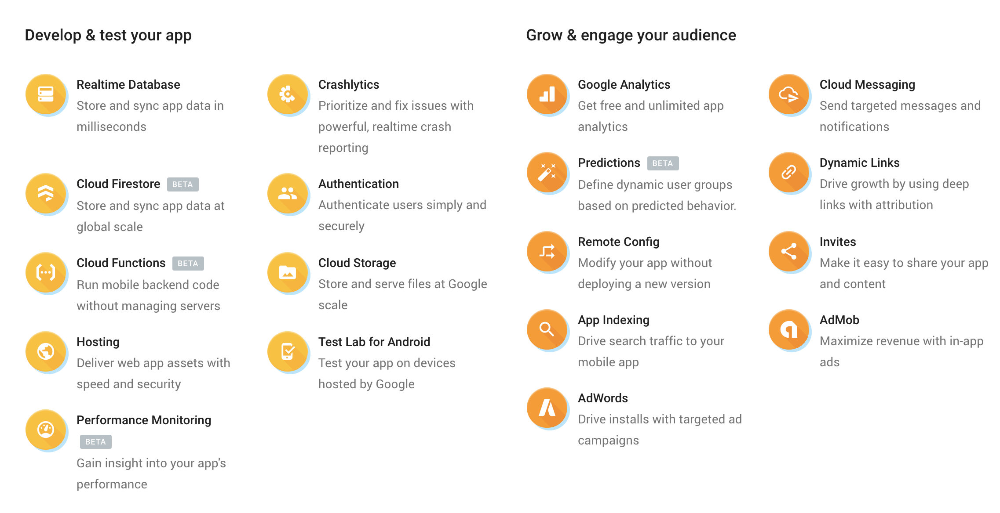 Develop & test your app
Realtime Database
Store and sync app data in
milliseconds
Crashlytics
Prioritize and fix issues with
powerful, realtime crash
reporting
Cloud Firestore BETA
Store and sync app data at
global scale
Authentication
Authenticate users simply and
securely
Cloud Functions BETA
Run mobile backend code
without managing servers
Cloud Storage
Store and serve files at Google
scale
Hosting
Deliver web app assets with
speed and security
Test Lab for Android
Test your app on devices
hosted by Google
Performance Monitoring
BETA
Gain insight into your app's
performance
Grow & engage your audience
Google Analytics
Get free and unlimited app
analytics
Cloud Messaging
Send targeted messages and
notifications
Predictions BETA
Define dynamic user groups
based on predicted behavior.
Dynamic Links
Drive growth by using deep
links with attribution
Remote Config
Modify your app without
deploying a new version
Invites
Make it easy to share your app
and content
App Indexing
Drive search traffic to your
mobile app
AdMob
Maximize revenue with in-app
ads
AdWords
Drive installs with targeted ad
campaigns